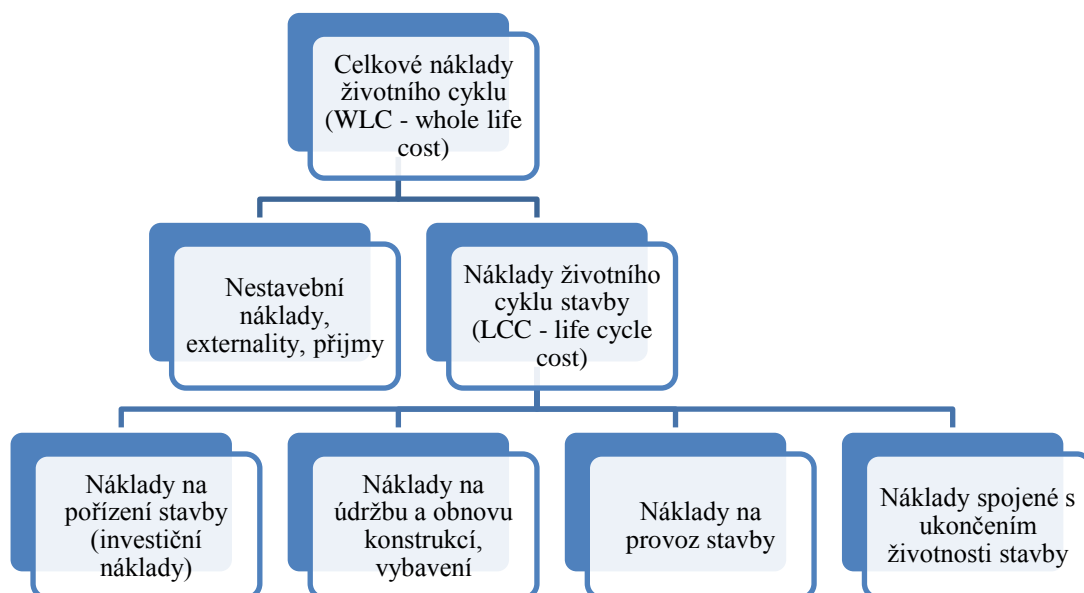 Celkové náklady
životního cyklu
(WLC - whole life
cost)
Nestavební
náklady,
externality, přijmy
Náklady životního
cyklu stavby
(LCC - life cycle
cost)
Náklady na
pořízení stavby
(investiční
náklady)
Náklady na
údržbu a obnovu
konstrukcí,
vybavení
Náklady na
provoz stavby
Náklady spojené s
ukončením
životnosti stavby